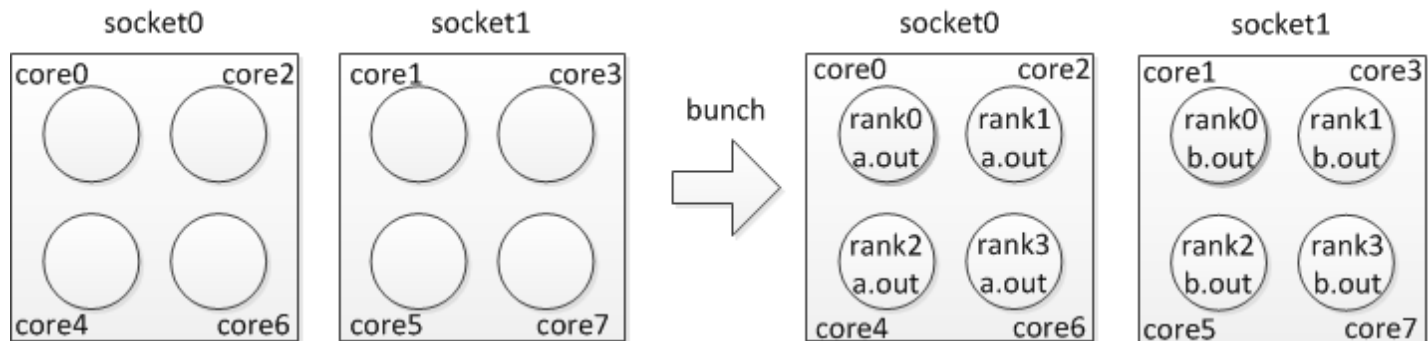 socket0
socket1
socket0
socket1
core0
core2
core1
core3
bunch
core0
core2
core1
core3
rank0
a.out
rank1
a.out
rank0
b.out
rank1
b.out
rank2
a.out
rank3
a.out
rank2
b.out
rank3
b.out
core4
core6
core5
core7
core4
core6
core5
core7